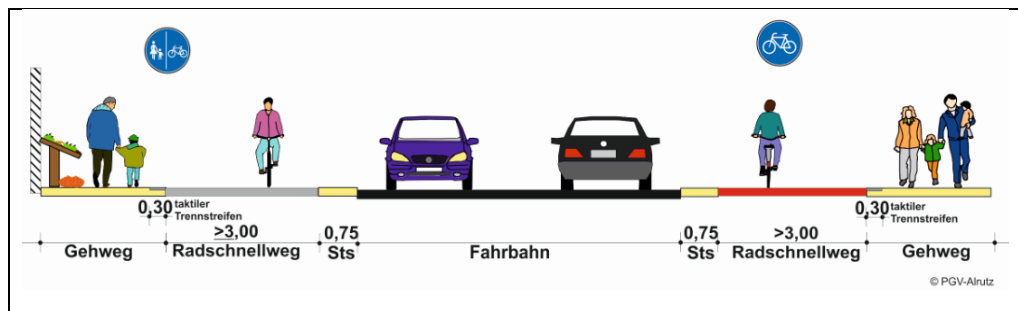 0,30 taktiler
Trennstreifen
>3,00
0,75
0,75
>3,00
0,30 taktiler
Trennstreifen
Gehweg
Radschnellweg
Sts
Fahrbahn
Sts
Radschnellweg
Gehweg
© PGV-Alrutz